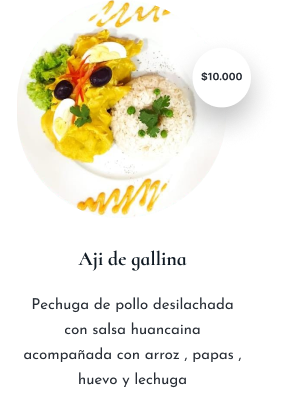 $10.000
Aji de gallina
Pechuga de pollo desilachada
con salsa huancaina
acompañada con arroz , papas ,
huevo y lechuga